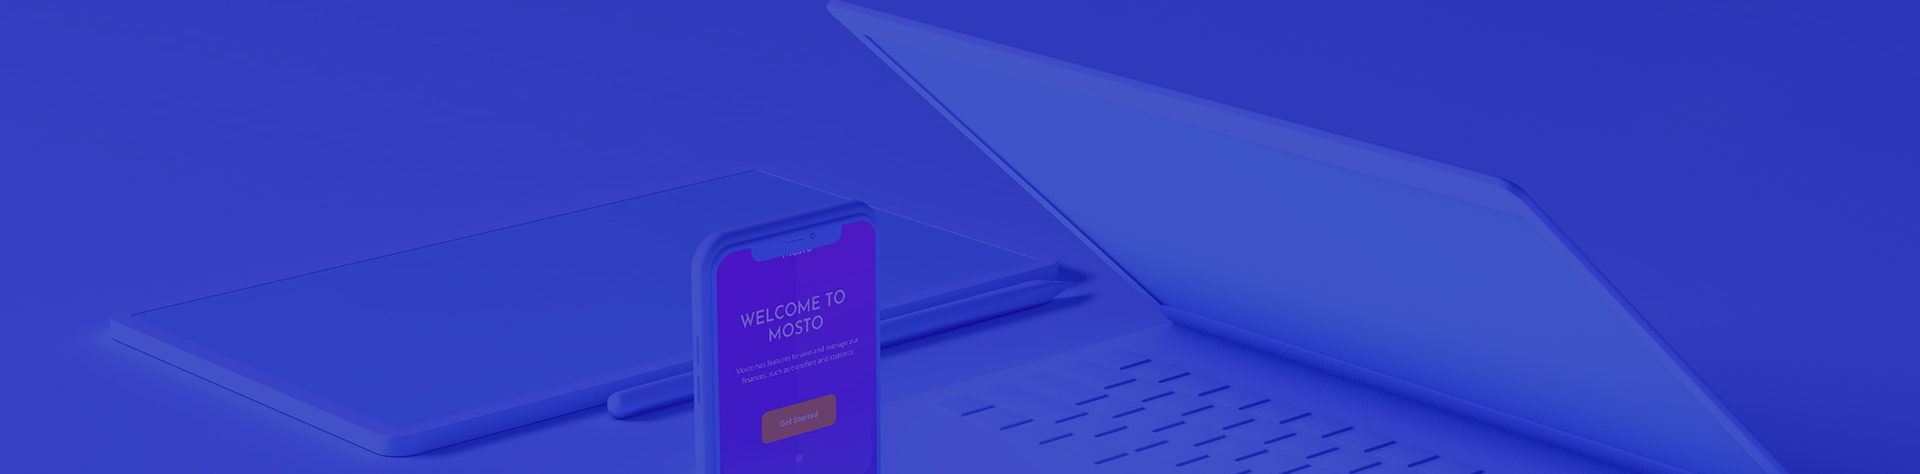 Mosto
WELCOME TO
MOSTO
Mosto has features to view and manage our
finances, such as transfers and statistics
Get Started